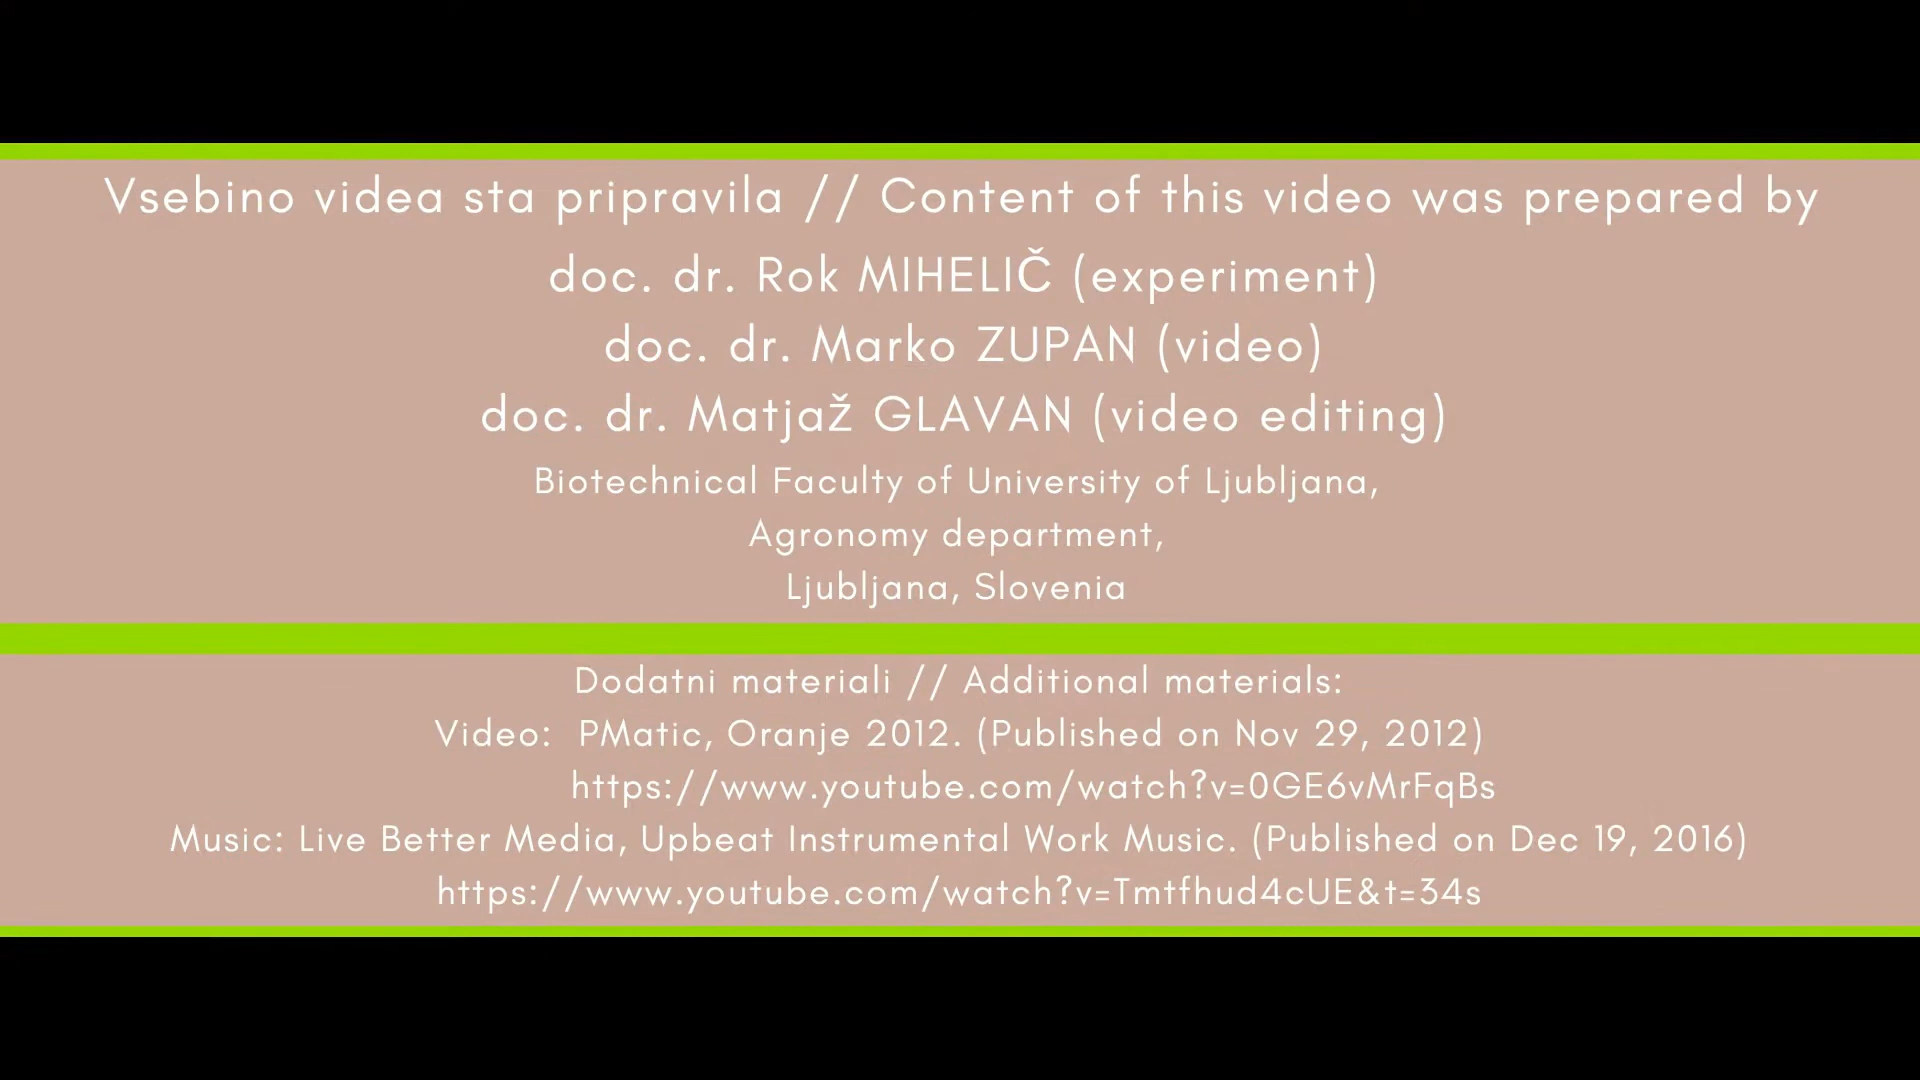 Vsebino videa sta pripravila // Content of this video was prepared by
doc. dr. Rok MIHELIČ (experiment)
doc. dr. Marko ZUPAN (video)
doc. dr. Matjaž GLAVAN (video editing)
Biotechnical Faculty of University of Ljubljana,
Agronomy department,
Ljubljana, Slovenia
Dodatni materiali // Additional materials:
Video: PMatic, Oranje 2012. (Published on Nov 29, 2012)
https://www.youtube.com/watch?v=0GE6vMrFqBs
Music: Live Better Media, Upbeat Instrumental Work Music. (Published on Dec 19, 2016)
https://www.youtube.com/watch?v=Tmtfhud4cUE&t=34s